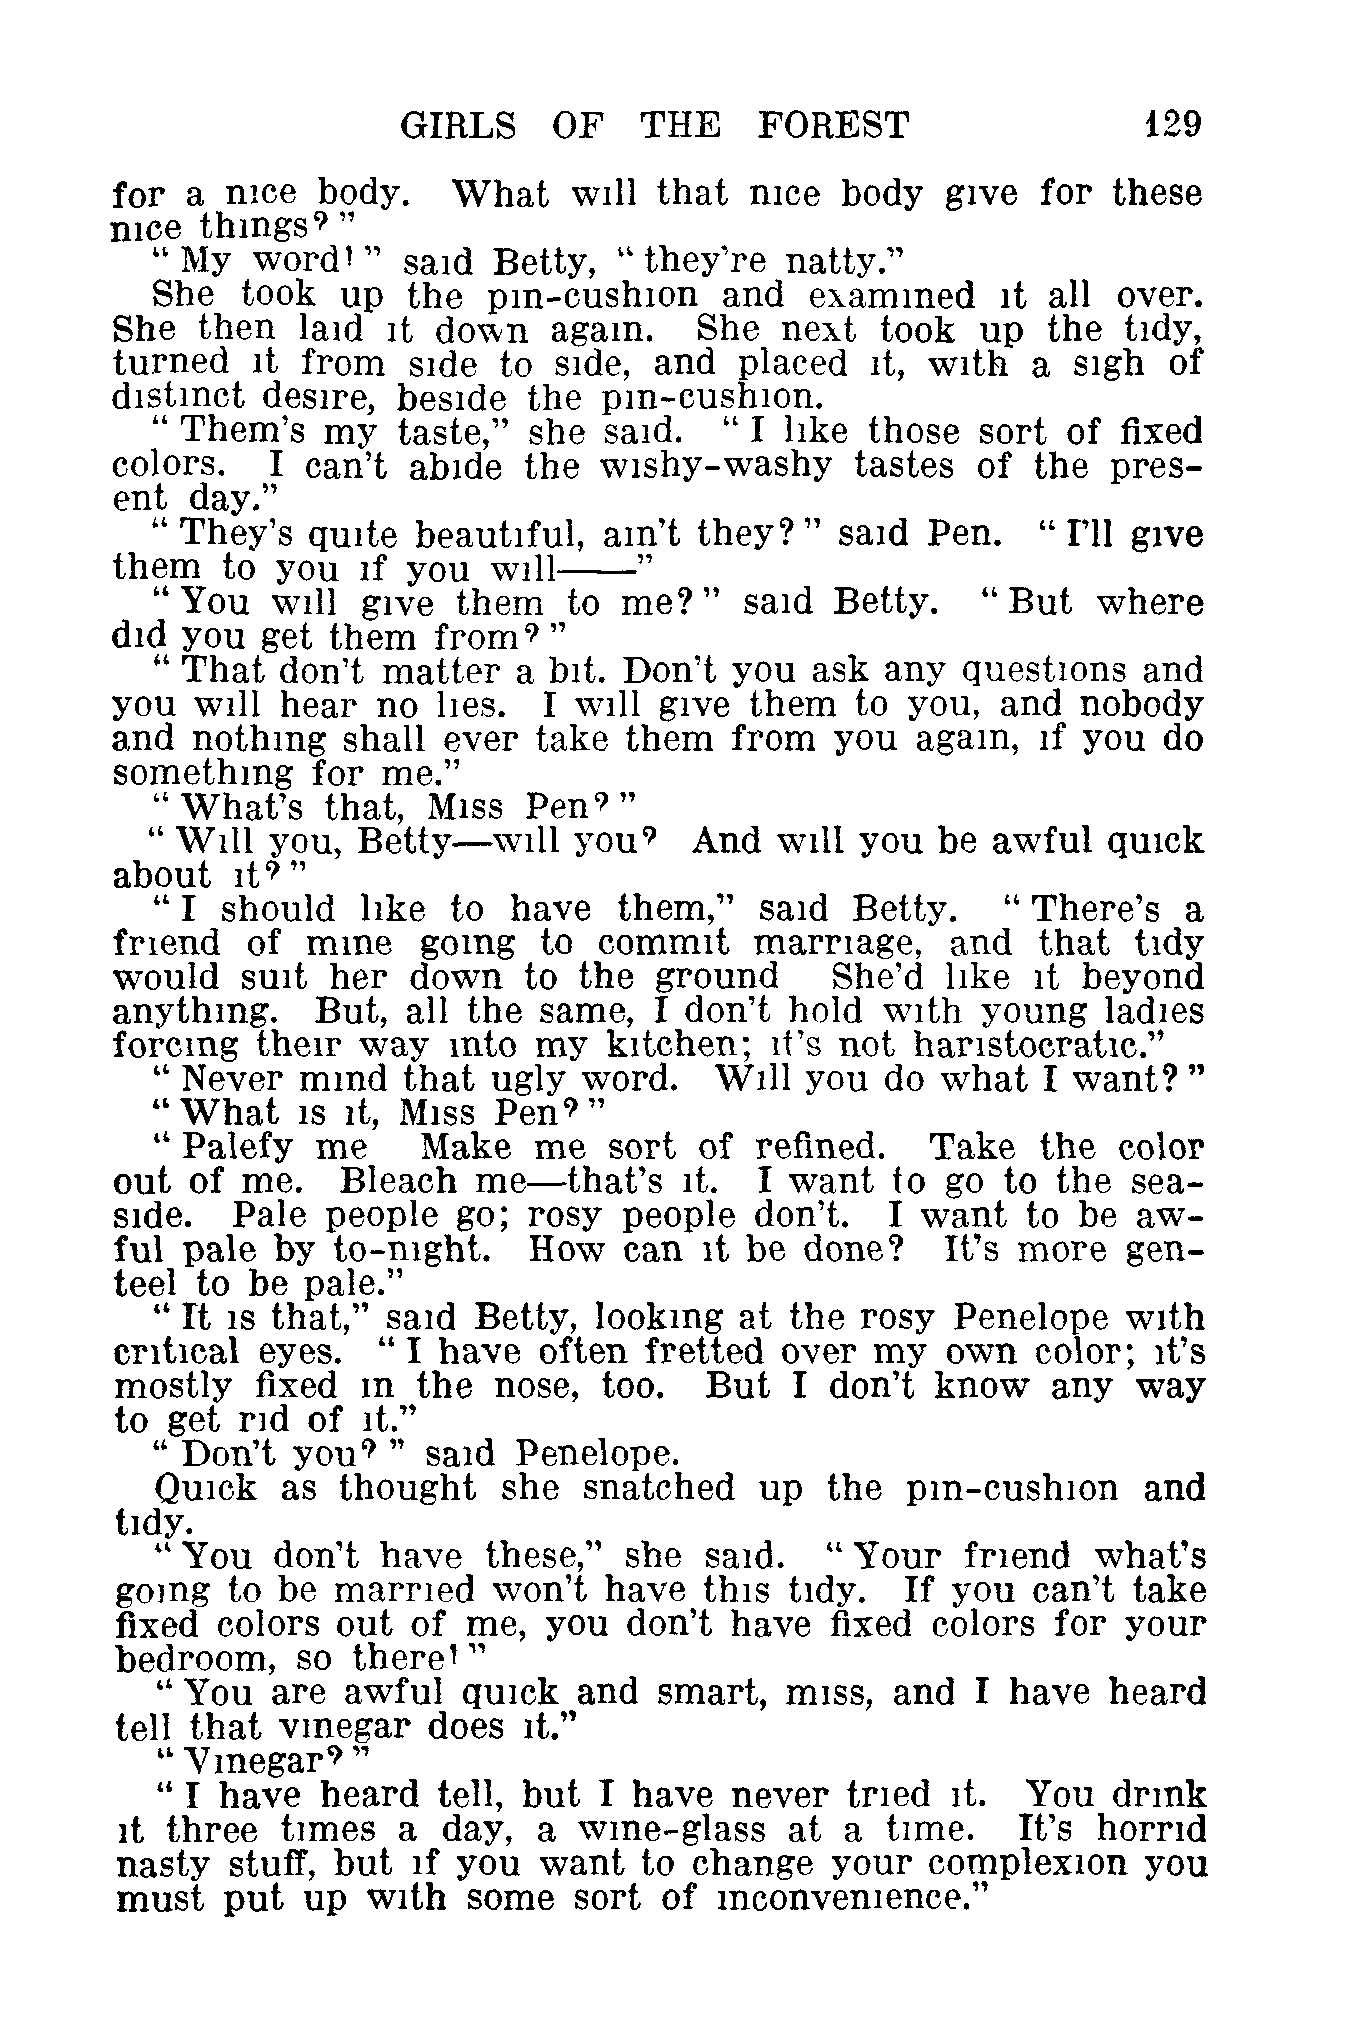 GIRLS OF THE FOREST 129
for a nice body. What will that nice body give for these
nice things?"
"My word!" said Betty, "they're natty."
She took up the pin-cushion and examined it all over.
She then laid it down again. She next took up the tidy,
turned it from side to side, and placed it, with a sigh of
distinct desire, beside the pin-cushion.
"Them's my taste," she said. "I like those sort of fixed
colors. I can't abide the wishy-washy tastes of the pres-
ent day."
"They's quite beautiful, ain't they?" said Pen. "I'll give
them to you if you will——"
"You will give them to me?" said Betty. "But where
did you get them from?"
"That don't matter a bit. Don't you ask any questions and
you will hear no lies. I will give them to you, and nobody
and nothing shall ever take them from you again, if you do
something for me."
"What's that, Miss Pen?"
"Will you, Betty—will you? And will you be awful quick
about it?"
"I should like to have them," said Betty. "There's a
friend of mine going to commit marriage, and that tidy
would suit her down to the ground She'd like it beyond
anything. But, all the same, I don't hold with young ladies
forcing their way into my kitchen; it's not haristocratic."
"Never mind that ugly word. Will you do what I want?"
"What is it, Miss Pen?"
"Palefy me Make me sort of refined. Take the color
out of me. Bleach me—that's it. I want to go to the sea-
side. Pale people go; rosy people don't. I want to be aw-
ful pale by to-night. How can it be done? It's more gen-
teel to be pale."
"It is that," said Betty, looking at the rosy Penelope with
critical eyes. "I have often fretted over my own color; it's
mostly fixed in the nose, too. But I don't know any way
to get rid of it."
"Don't you?" said Penelope.
Quick as thought she snatched up the pin-cushion and
tidy.
"You don't have these," she said. "Your friend what's
going to be married won't have this tidy. If you can't take
fixed colors out of me, you don't have fixed colors for your
bedroom, so there!"
"You are awful quick and smart, miss, and I have heard
tell that vinegar does it."
"Vinegar?"
"I have heard tell, but I have never tried it. You drink
it three times a day, a wine-glass at a time. It's horrid
nasty stuff, but if you want to change your complexion you
must put up with some sort of inconvenience."